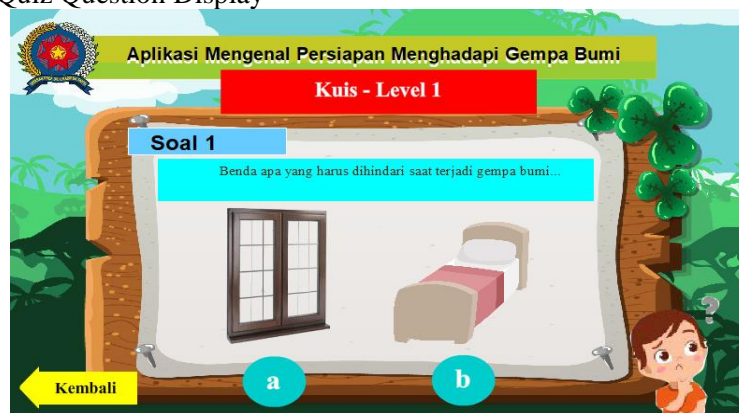 Quiz Question Display
Aplikasi Mengenal Persiapan Menghadapi Gempa Bumi
Kuis - Level 1
Soal 1
Benda apa yang harus dihindari saat terjadi gempa bumi...
a
b
Kembali